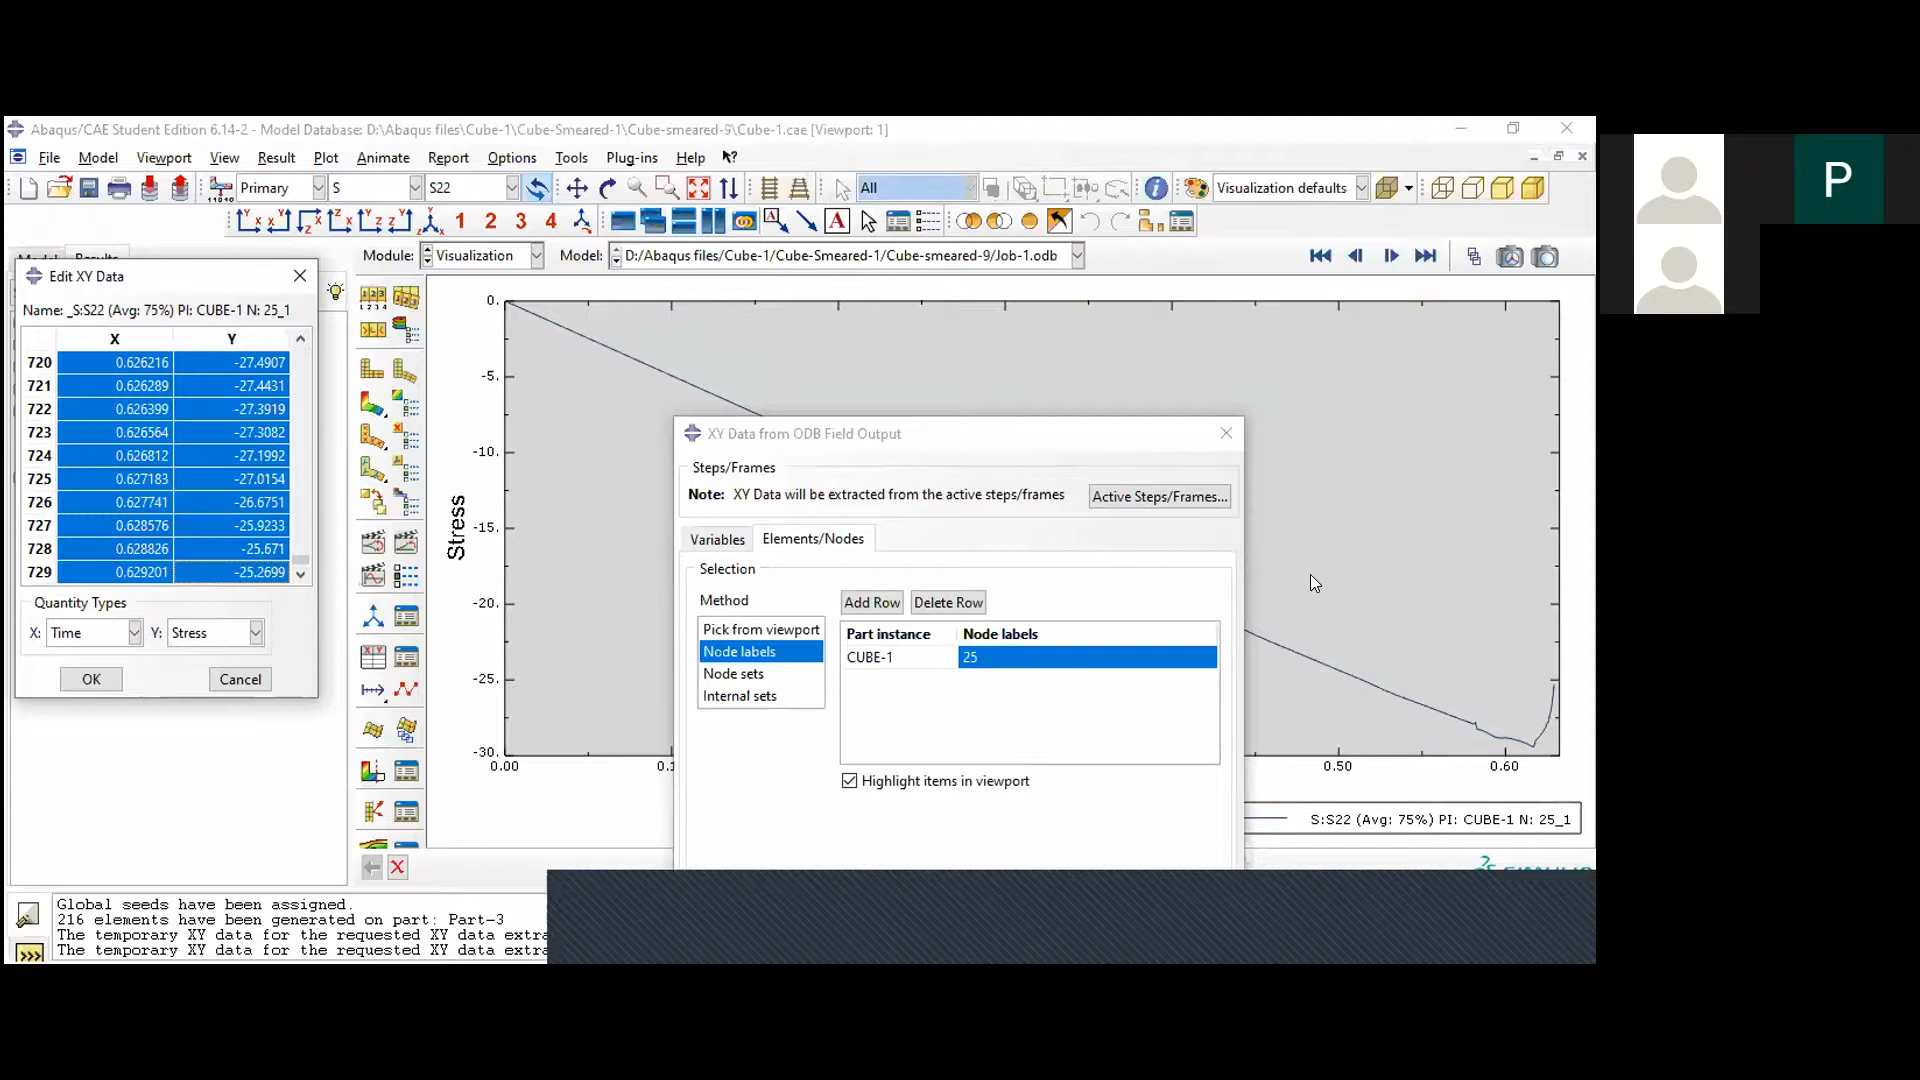 Abaqus/CAE Student Edition 6.14-2 - Model Database: D:\Abaqus files\Cube-1\Cube-Smeared-1\Cube-smeared-9\Cube-1.cae [Viewport: 1]
File Model Viewport View Result Plot Animate Report Options Tools Plug-ins Help
Primary S S22 All Visualization defaults
1 2 3 4 A
Module: Visualization Model: D:/Abaqus files/Cube-1/Cube-Smeared-1/Cube-smeared-9/Job-1.odb
P
Edit XY Data
Name: _S:S22 (Avg: 75%) PI: CUBE-1 N: 25_1
X Y
720 0.626216 -27.4907
721 0.626289 -27.4431
722 0.626399 -27.3919
723 0.626564 -27.3082
724 0.626812 -27.1992
725 0.627183 -27.0154
726 0.627741 -26.6751
727 0.628576 -25.9233
728 0.628826 -25.671
729 0.629201 -25.2699
Quantity Types
X: Time Y: Stress
OK Cancel
0.
-5.
-10.
-15.
-20.
-25.
-30.
Stress
0.00
0.50
0.60
XY Data from ODB Field Output
Steps/Frames
Note: XY Data will be extracted from the active steps/frames
Active Steps/Frames...
Variables Elements/Nodes
Selection
Method
Add Row Delete Row
Pick from viewport
Node labels
Node sets
Internal sets
Part instance Node labels
CUBE-1 25
Highlight items in viewport
S:S22 (Avg: 75%) PI: CUBE-1 N: 25_1
Global seeds have been assigned.
216 elements have been generated on part: Part-3
The temporary XY data for the requested XY data extra
The temporary XY data for the requested XY data extra